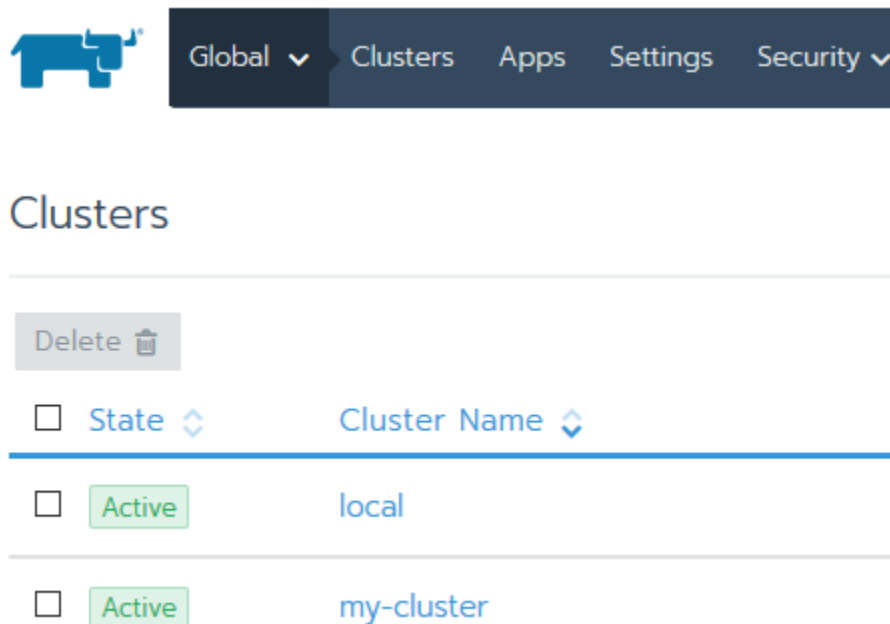 Global Clusters Apps Settings Security
Clusters
Delete
State Cluster Name
Active local
Active my-cluster